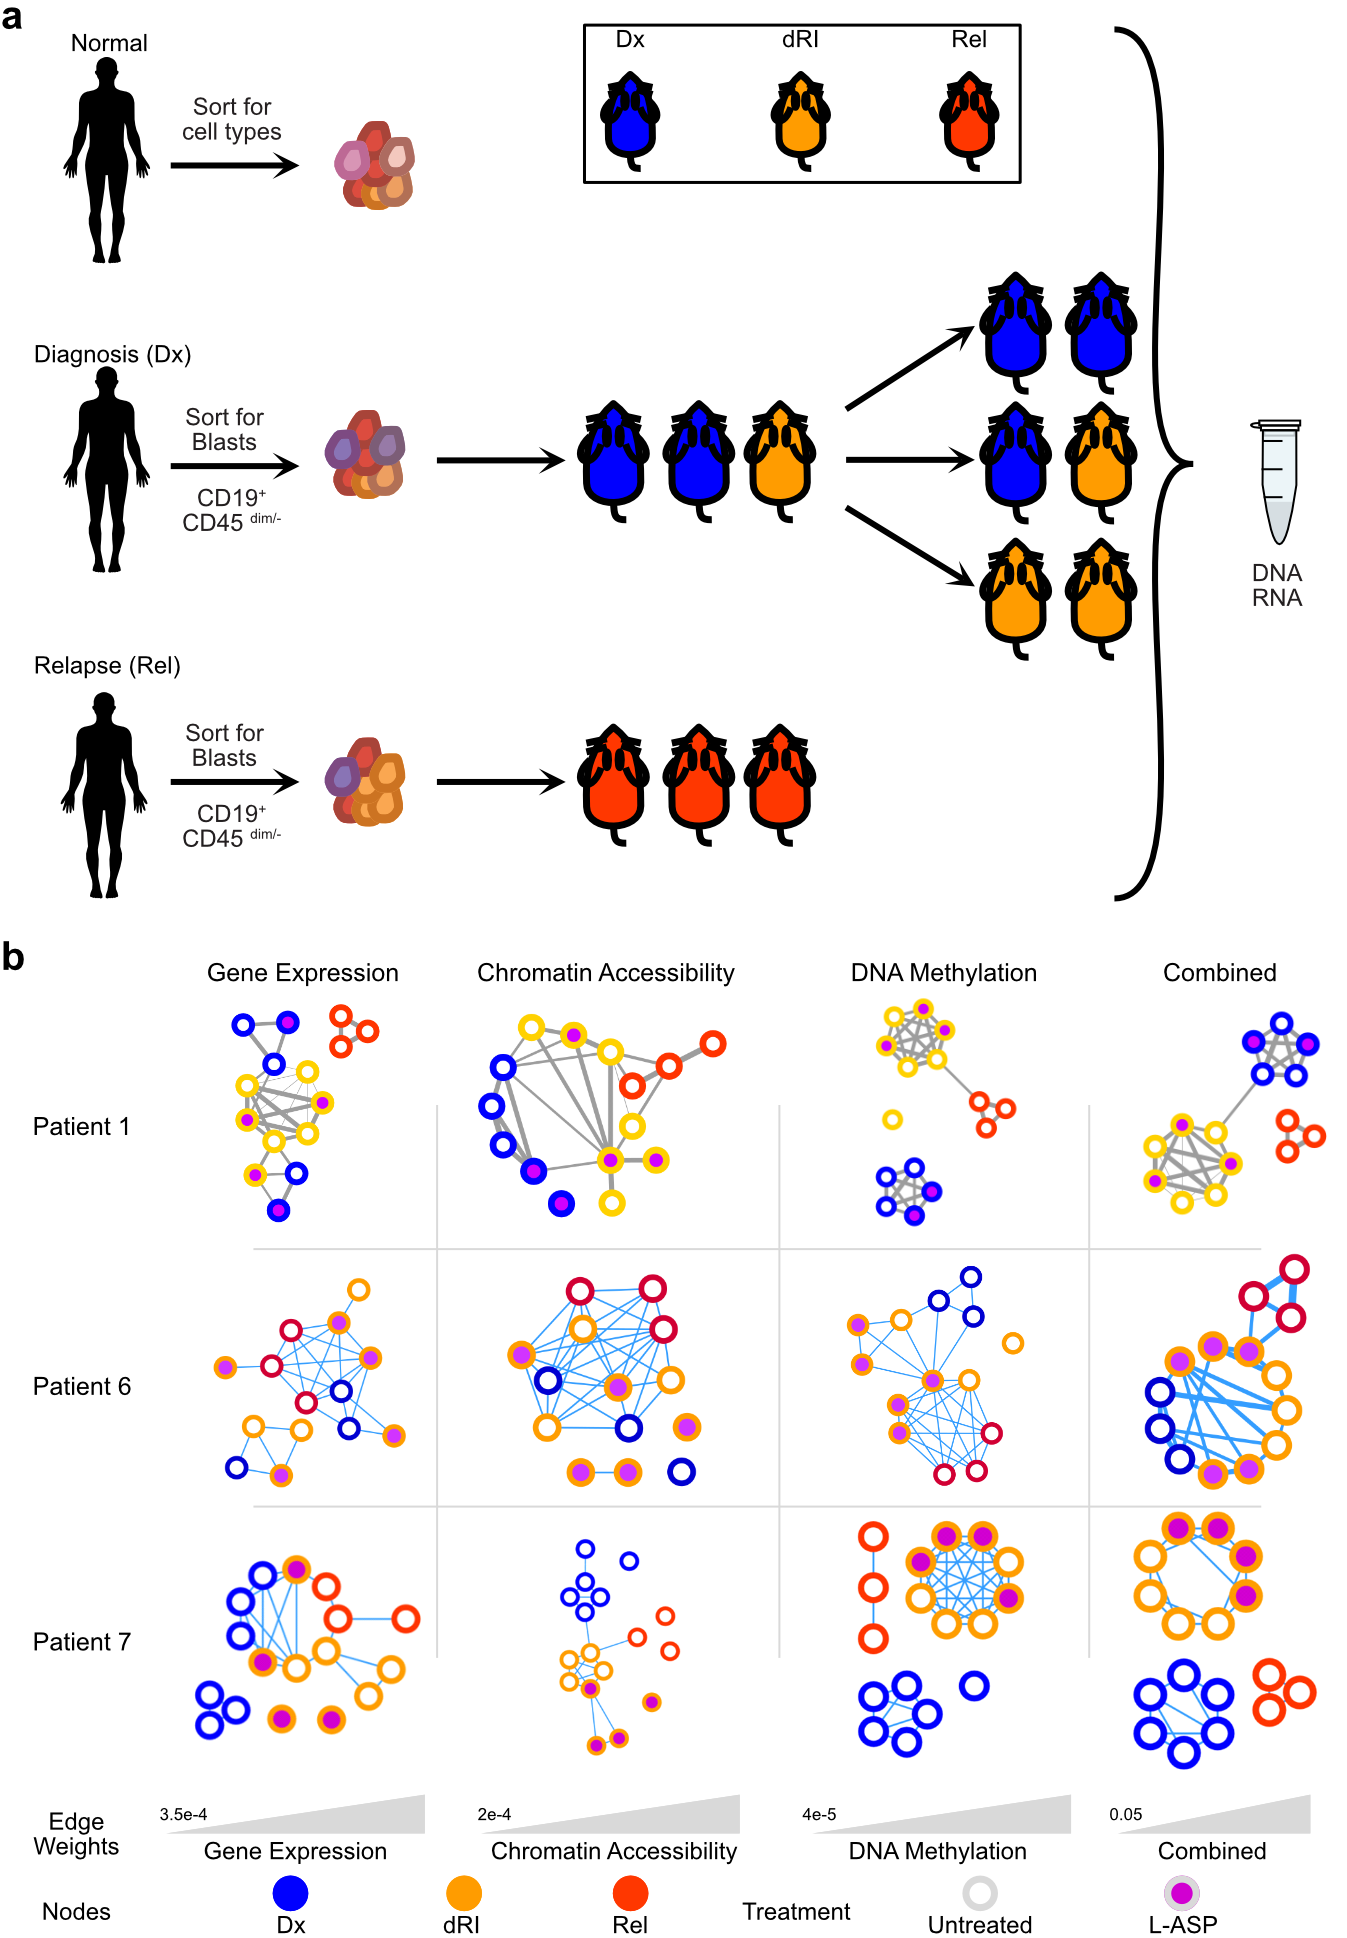 a
Normal
Sort for
cell types
Dx dRI Rel
Diagnosis (Dx)
Sort for
Blasts
CD19+
CD45 dim/-
DNA
RNA
Relapse (Rel)
Sort for
Blasts
CD19+
CD45 dim/-
b
Gene Expression Chromatin Accessibility DNA Methylation Combined
Patient 1
Patient 6
Patient 7
Edge
Weights
3.5e-4 2e-4 4e-5 0.05
Gene Expression Chromatin Accessibility DNA Methylation Combined
Nodes
Dx dRI Rel
Treatment
Untreated L-ASP